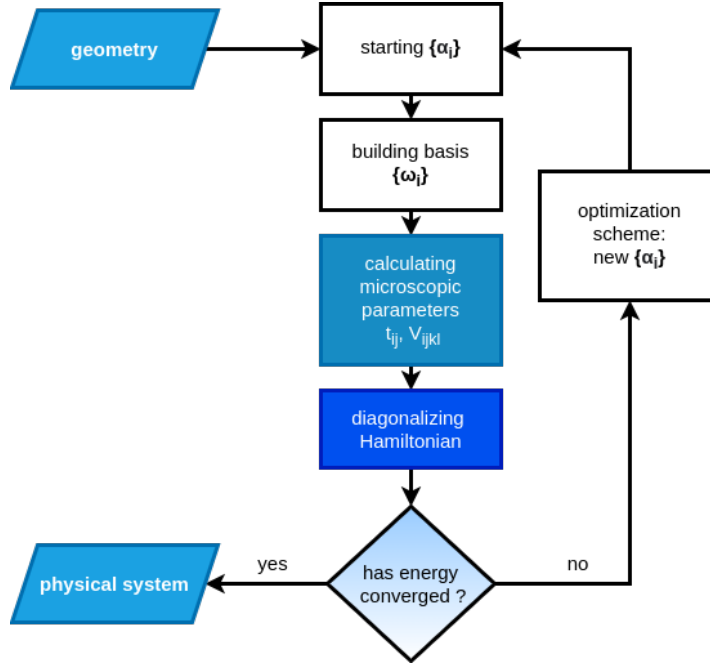 geometry
starting {αᵢ}
building basis
{ωᵢ}
optimization
scheme:
new {αᵢ}
calculating
microscopic
parameters
tᵢⱼ, Vᵢⱼₖₗ
diagonalizing
Hamiltonian
yes
no
physical system
has energy
converged ?